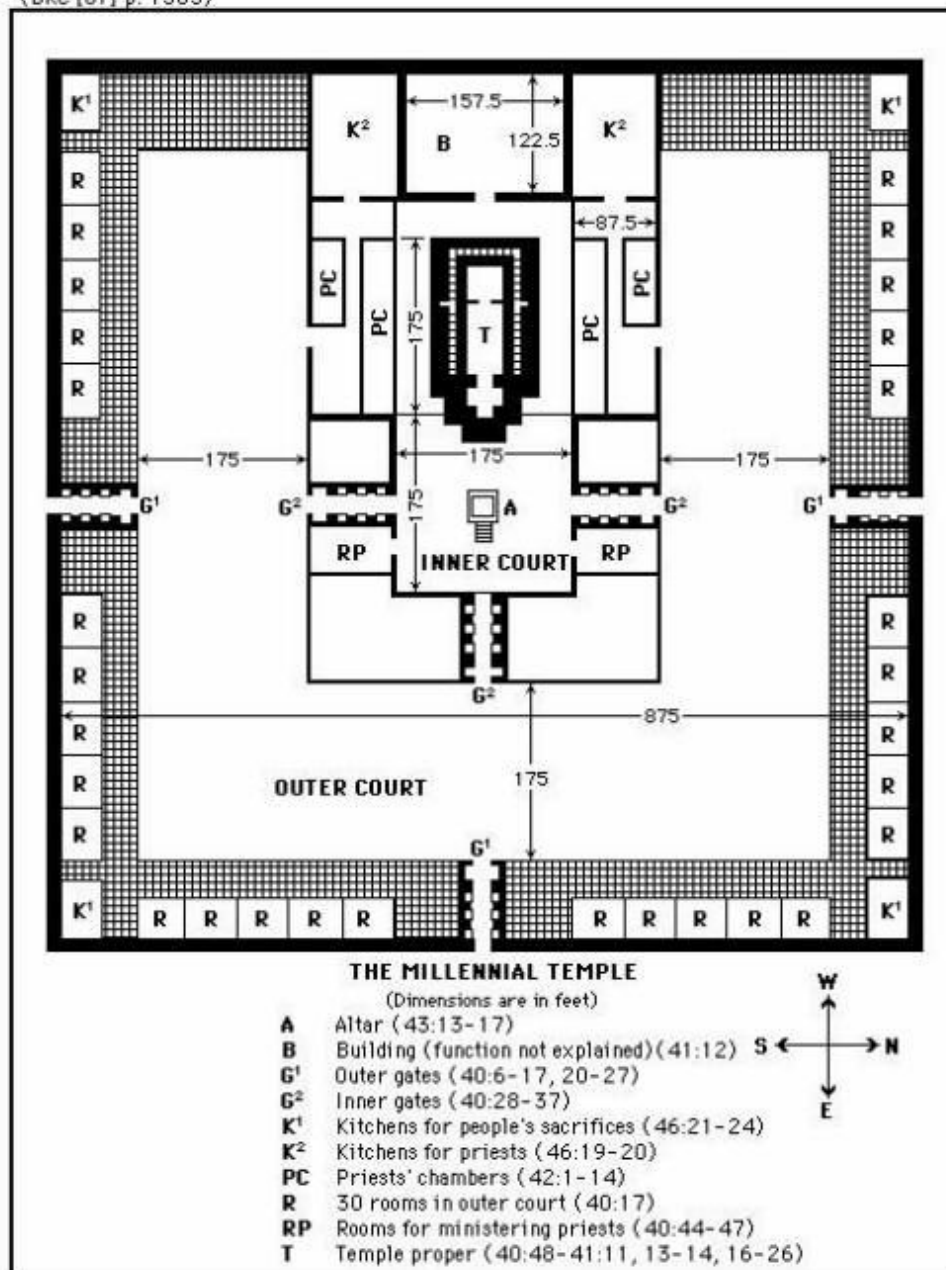 (BKC [87] p. 1303)
K¹ K² 157.5 B 122.5 K² K¹
R R
R 87.5 R
R PC PC 175 T PC PC R
R R
R R
175 175 175
G¹ G² 175 A G² G¹
RP INNER COURT RP
R R
R G² R
R 875 R
R 175 R
OUTER COURT
R R
G¹
K¹ R R R R R R R R R R K¹
THE MILLENNIAL TEMPLE
(Dimensions are in feet)
A Altar (43:13-17)
B Building (function not explained) (41:12)
G¹ Outer gates (40:6-17, 20-27)
G² Inner gates (40:28-37)
K¹ Kitchens for people's sacrifices (46:21-24)
K² Kitchens for priests (46:19-20)
PC Priests' chambers (42:1-14)
R 30 rooms in outer court (40:17)
RP Rooms for ministering priests (40:44-47)
T Temple proper (40:48-41:11, 13-14, 16-26)
W
S N
E